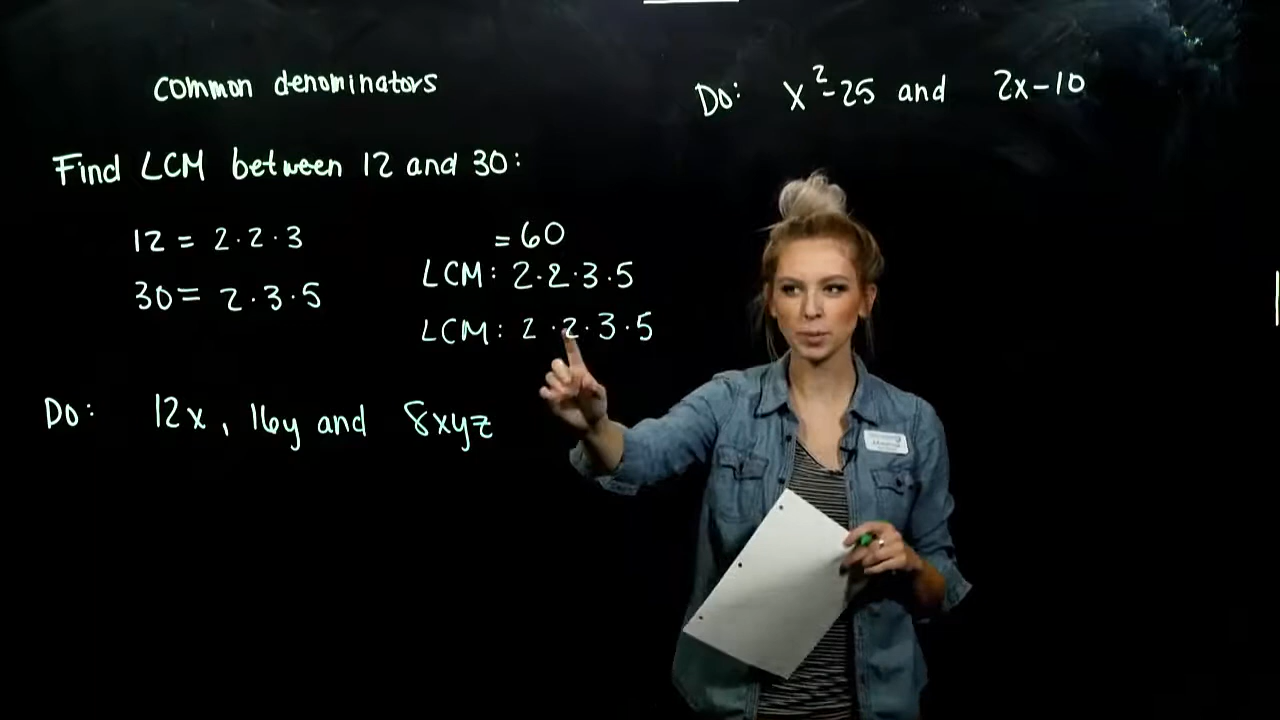 common denominators
Find LCM between 12 and 30:
12 = 2·2·3
30 = 2·3·5
= 60
LCM: 2·2·3·5
LCM: 2·2·3·5
Do: 12x, 16y and 8xyz
Do: x²-25 and 2x-10